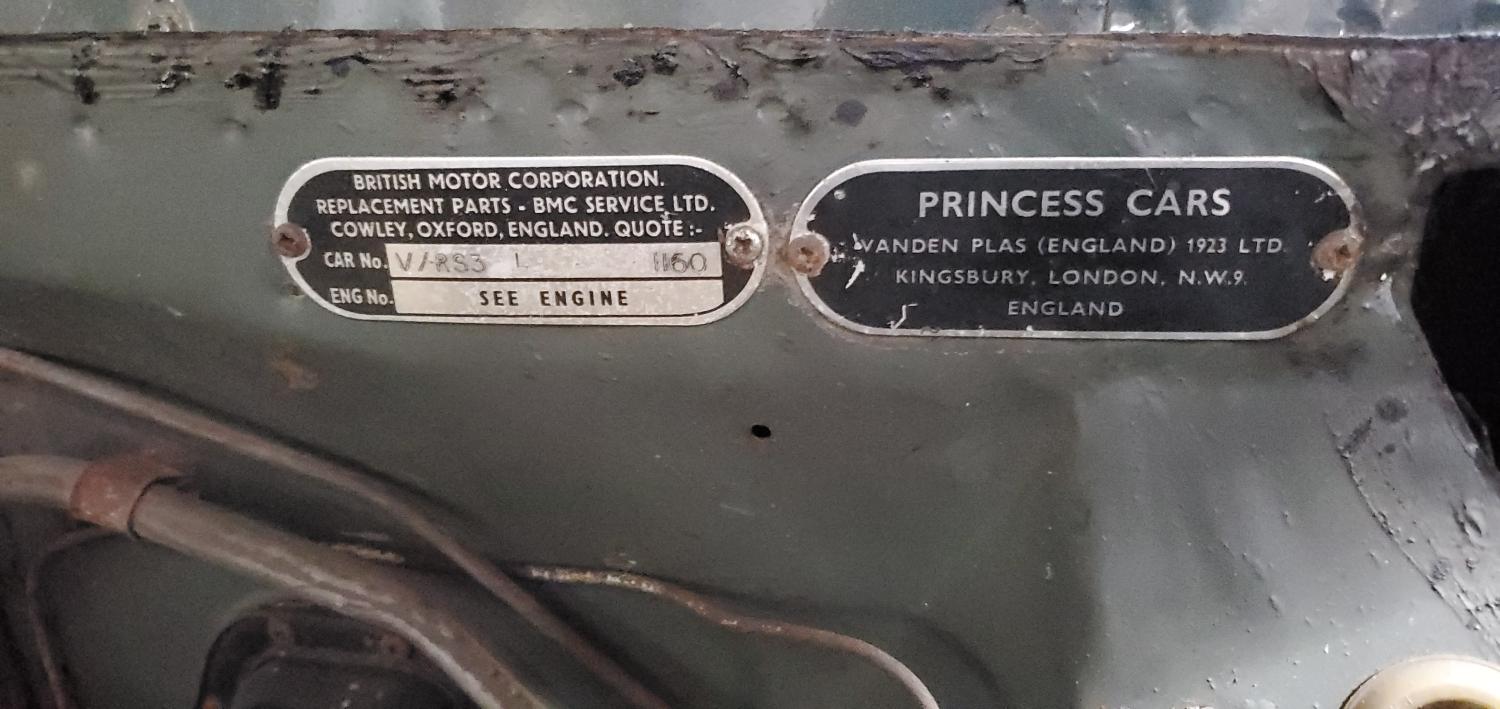 BRITISH MOTOR CORPORATION.
REPLACEMENT PARTS - BMC SERVICE LTD.
COWLEY, OXFORD, ENGLAND. QUOTE :-
CAR No. L 1160
ENG No. SEE ENGINE
PRINCESS CARS
VANDEN PLAS (ENGLAND) 1923 LTD.
KINGSBURY, LONDON, N.W.9.
ENGLAND